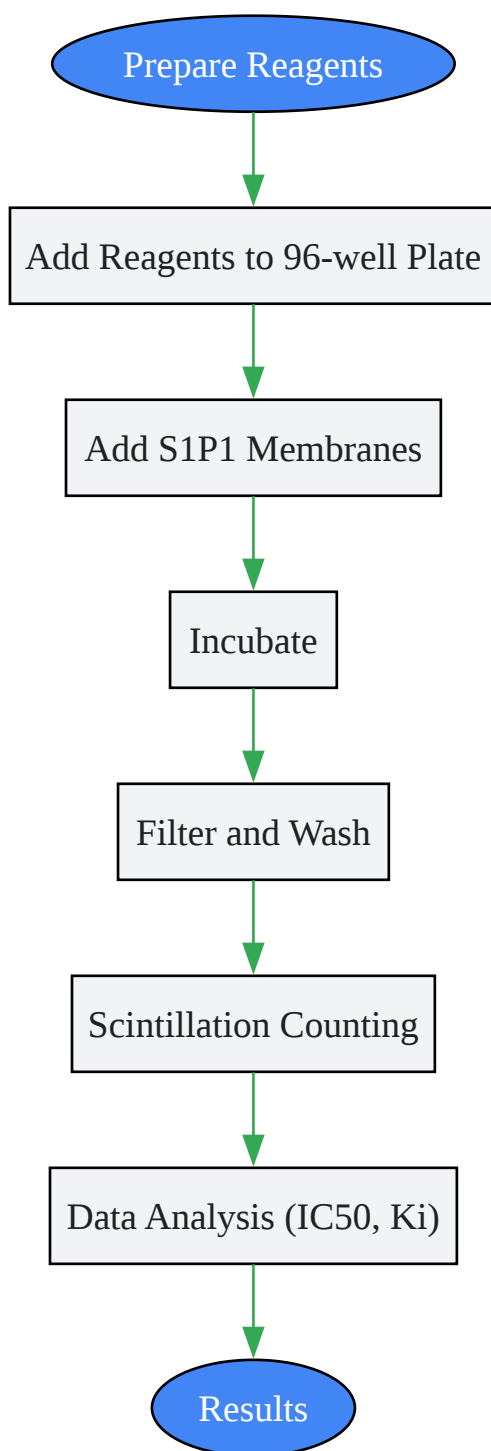 Prepare Reagents
Add Reagents to 96-well Plate
Add S1P1 Membranes
Incubate
Filter and Wash
Scintillation Counting
Data Analysis (IC50, Ki)
Results